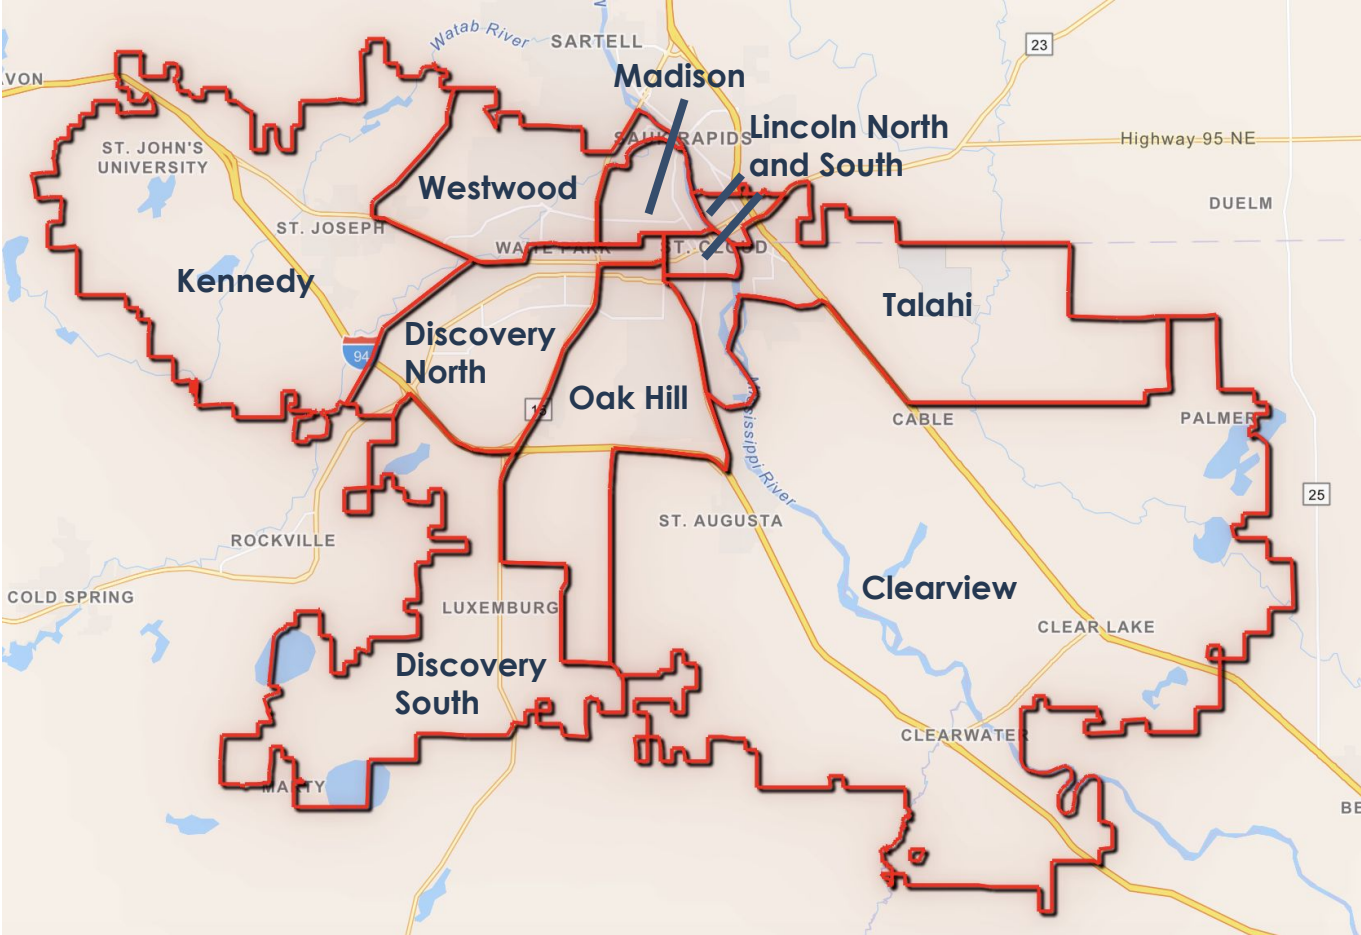 Watab River
SARTELL
23
VON
Madison
Lincoln North
and South
SAUK RAPIDS
Highway 95 NE
ST. JOHN'S
UNIVERSITY
Westwood
DUELM
ST. JOSEPH
WAITE PARK
ST. CLOUD
Kennedy
Talahi
Discovery
North
94
Oak Hill
15
CABLE
PALMER
Mississippi River
25
ST. AUGUSTA
ROCKVILLE
Clearview
COLD SPRING
LUXEMBURG
CLEAR LAKE
Discovery
South
CLEARWATER
MARTY
BE